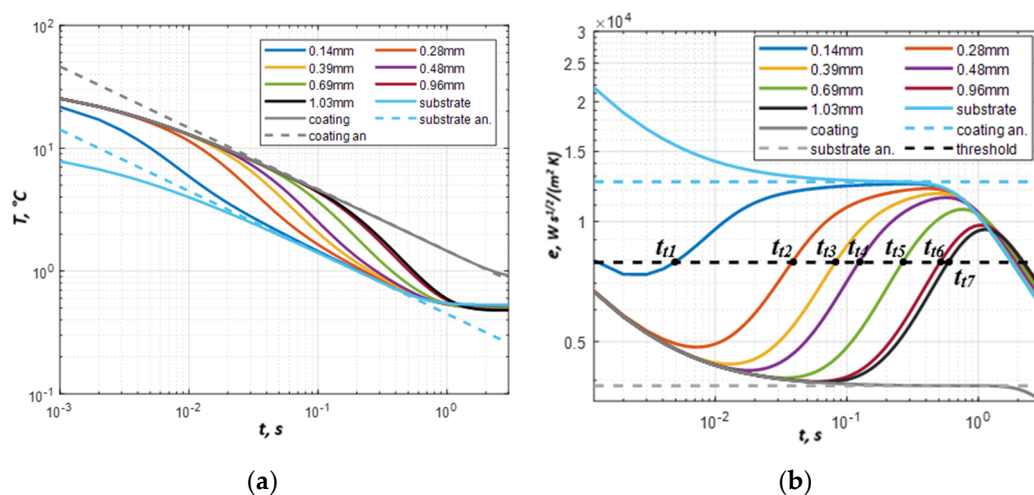 10²
10¹
10⁰
10⁻¹
T, °C
10⁻³
10⁻²
10⁻¹
10⁰
t, s
0.14mm
0.28mm
0.39mm
0.48mm
0.69mm
0.96mm
1.03mm
substrate
coating
substrate an.
coating an
(a)
×10⁴
3
2.5
2.0
1.5
1.0
0.5
e, W s¹ᐟ²/(m² K)
10⁻²
10⁻¹
10⁰
t, s
0.14mm
0.28mm
0.39mm
0.48mm
0.69mm
0.96mm
1.03mm
substrate
coating
coating an.
substrate an.
threshold
tt1
tt2
tt3
tt4
tt5
tt6
tt7
(b)